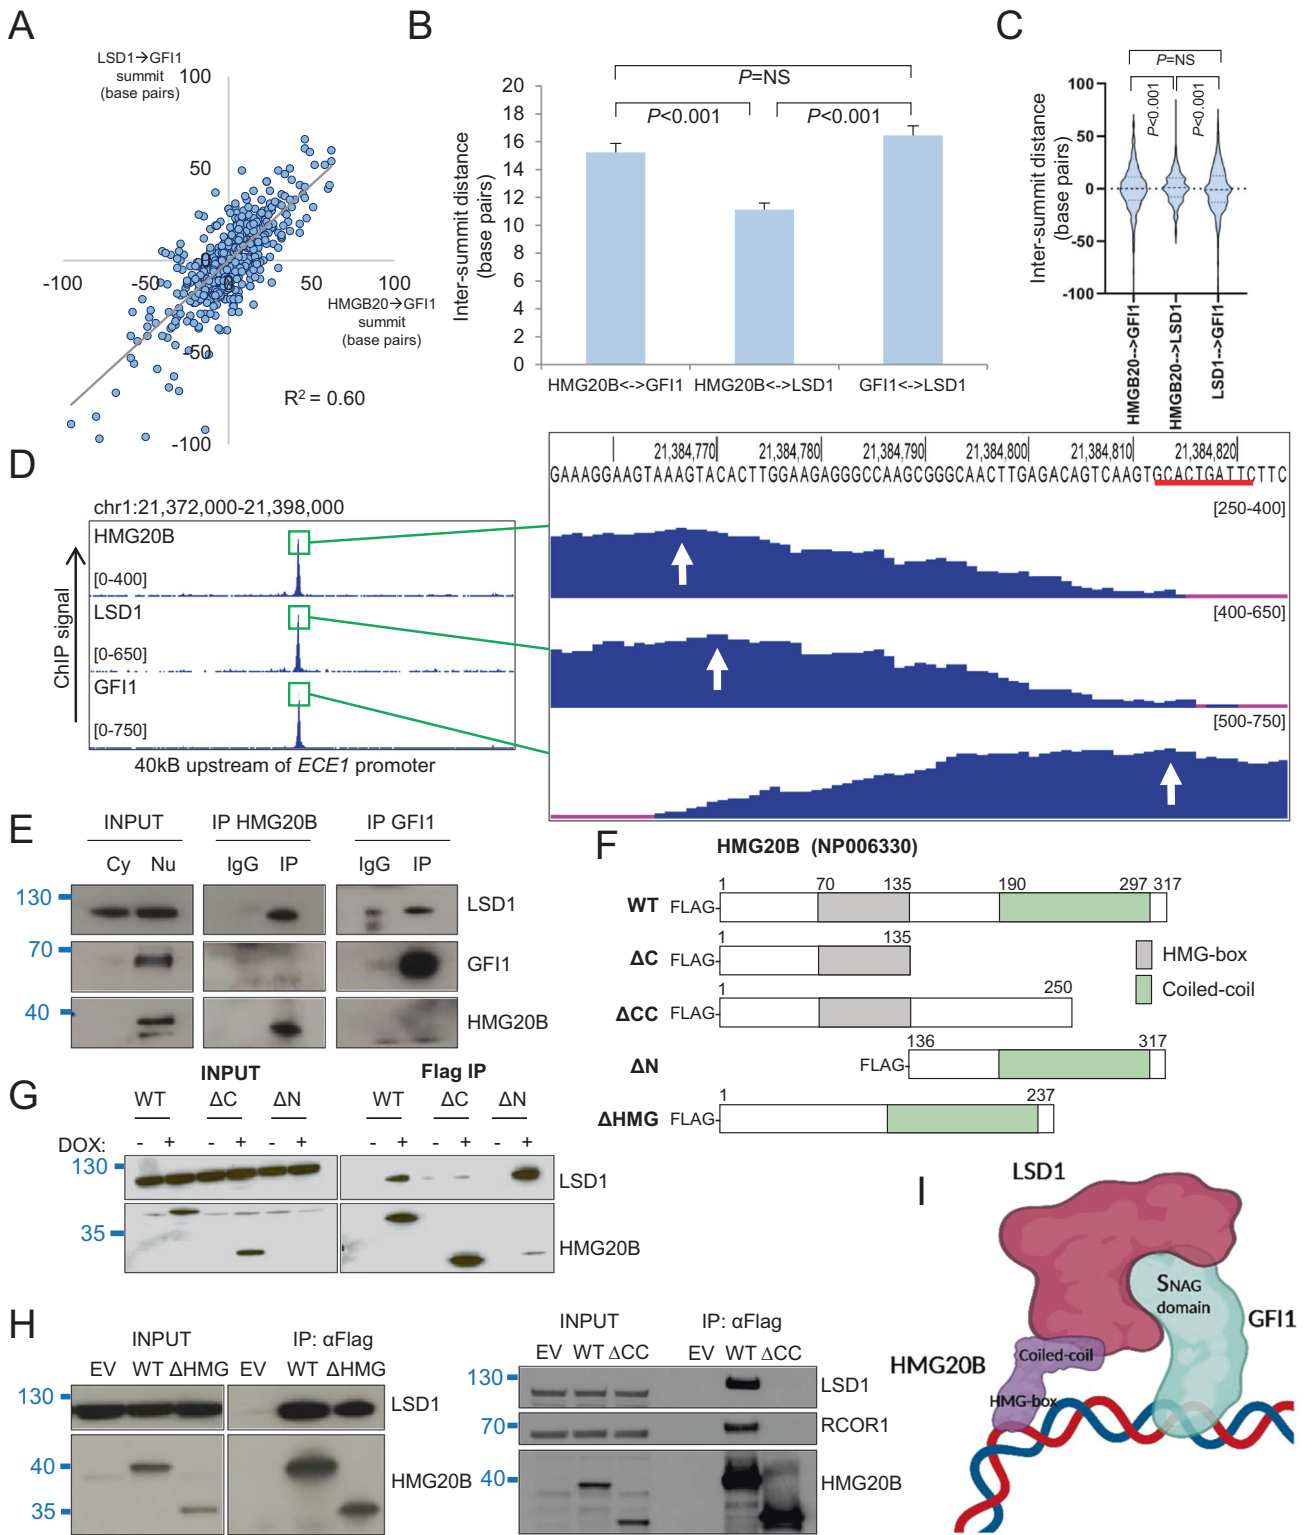 A
LSD1→GFI1
summit
(base pairs)
100
50
0
-100
-50
0
50
100
HMGB20→GFI1
summit
(base pairs)
-50
R² = 0.60
-100
B
P=NS
P<0.001
P<0.001
Inter-summit distance
(base pairs)
20
18
16
14
12
10
8
6
4
2
0
HMG20B<->GFI1
HMG20B<->LSD1
GFI1<->LSD1
C
P=NS
P<0.001
P<0.001
Inter-summit distance
(base pairs)
100
50
0
-50
-100
HMGB20-->GFI1
HMGB20-->LSD1
LSD1-->GFI1
D
chr1:21,372,000-21,398,000
ChIP signal
HMG20B
[0-400]
LSD1
[0-650]
GFI1
[0-750]
40kB upstream of ECE1 promoter
21,384,770 21,384,780 21,384,790 21,384,800 21,384,810 21,384,820
GAAAGGAAGTAAAGTACACTTGGAAGAGGGCCAAGCGGGCAACTTGAGACAGTCAAGTGCACTGATTCTTC
[250-400]
[400-650]
[500-750]
E
INPUT IP HMG20B IP GFI1
Cy Nu IgG IP IgG IP
130
LSD1
70
GFI1
40
HMG20B
F
HMG20B (NP006330)
1 70 135 190 297 317
WT FLAG-
1 135
ΔC FLAG-
1 250
ΔCC FLAG-
136 317
ΔN FLAG-
1 237
ΔHMG FLAG-
HMG-box
Coiled-coil
G
INPUT Flag IP
WT ΔC ΔN WT ΔC ΔN
DOX: - + - + - + - + - + - +
130
LSD1
35
HMG20B
H
INPUT IP: αFlag
EV WT ΔHMG EV WT ΔHMG
130
LSD1
40
HMG20B
35
INPUT IP: αFlag
EV WT ΔCC EV WT ΔCC
130
LSD1
70
RCOR1
40
HMG20B
I
LSD1
SNAG
domain
GFI1
HMG20B
Coiled-coil
HMG-box